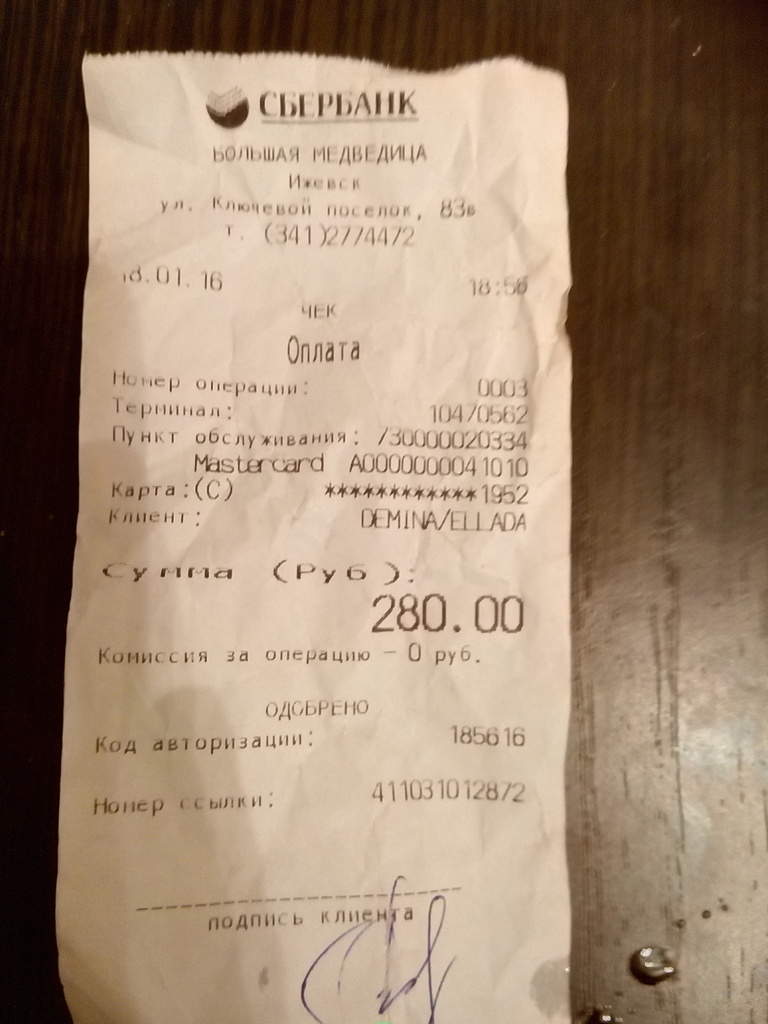 СБЕРБАНК
БОЛЬШАЯ МЕДВЕДИЦА
Ижевск
ул. Ключевой поселок, 83в
т. (341)2774472
18.01.16 18:56
ЧЕК
Оплата
Номер операции: 0003
Терминал: 10470562
Пункт обслуживания: 730000020334
Mastercard A0000000041010
Карта:(C) ************1952
Клиент: DEMINA/ELLADA
Сумма (Руб):
280.00
Комиссия за операцию – 0 руб.
ОДОБРЕНО
Код авторизации: 185616
Номер ссылки: 411031012872
подпись клиента